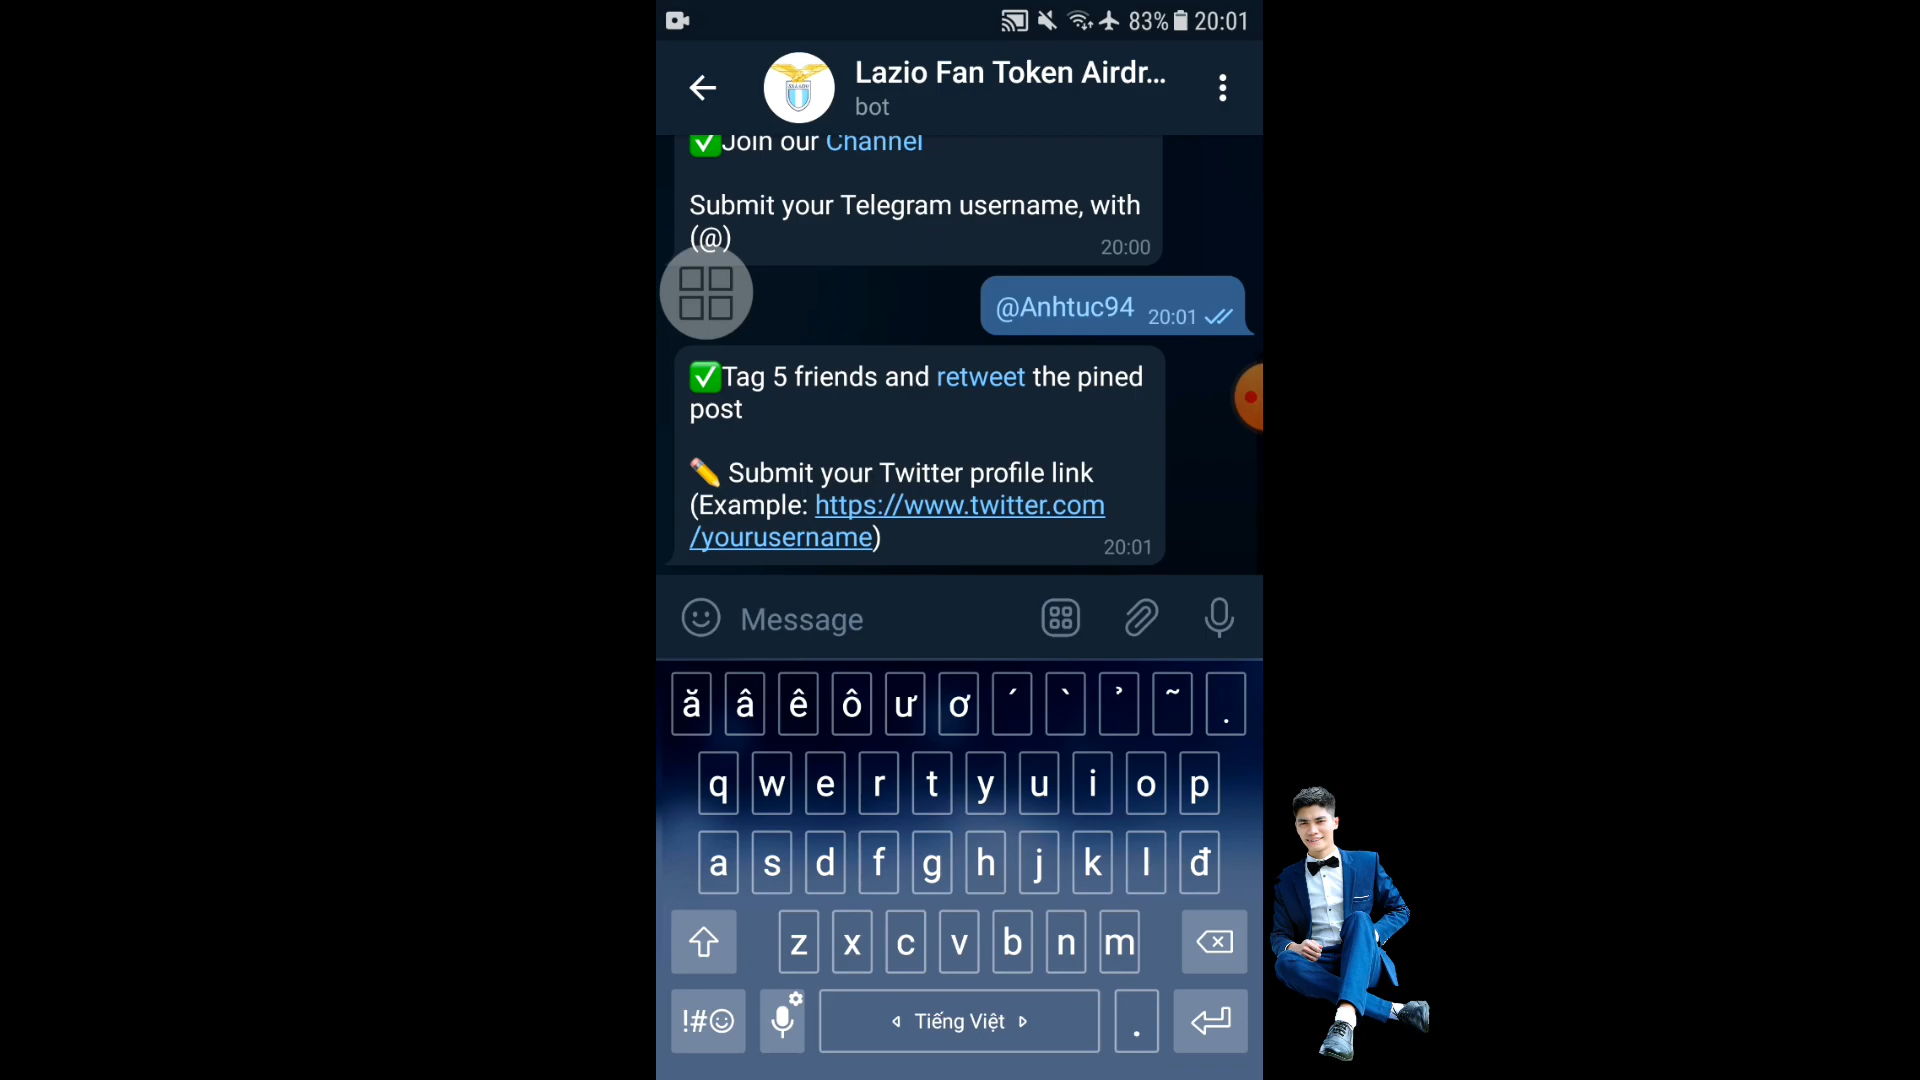 83% 20:01
Lazio Fan Token Airdr...
bot
✅Join our Channel
Submit your Telegram username, with
(@)
20:00
@Anhtuc94 20:01
✅Tag 5 friends and retweet the pined
post
✏️ Submit your Twitter profile link
(Example: https://www.twitter.com
/yourusername)
20:01
Message
ă â ê ô ư ơ ´ ` ̉ ~ .
q w e r t y u i o p
a s d f g h j k l đ
z x c v b n m
!#☺ Tiếng Việt .